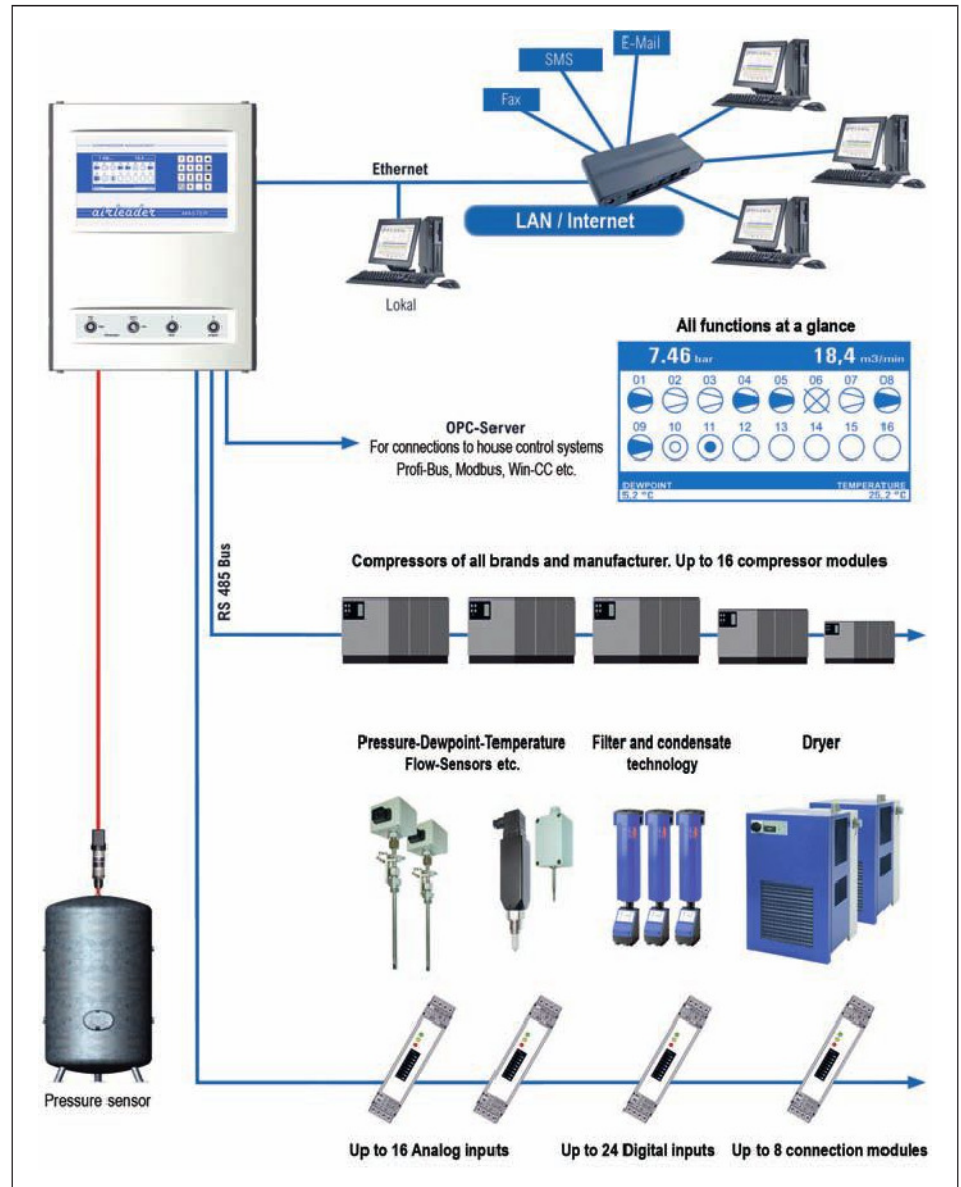 E-Mail
SMS
Fax
Ethernet
LAN / Internet
Lokal
airleader
All functions at a glance
7.46 bar
18,4 m3/min
01 02 03 04 05 06 07 08
09 10 11 12 13 14 15 16
DEWPOINT
TEMPERATURE
5,2 °C
25,2 °C
OPC-Server
For connections to house control systems
Profi-Bus, Modbus, Win-CC etc.
RS 485 Bus
Compressors of all brands and manufacturer. Up to 16 compressor modules
Pressure-Dewpoint-Temperature
Flow-Sensors etc.
Filter and condensate
technology
Dryer
Pressure sensor
Up to 16 Analog inputs
Up to 24 Digital inputs
Up to 8 connection modules